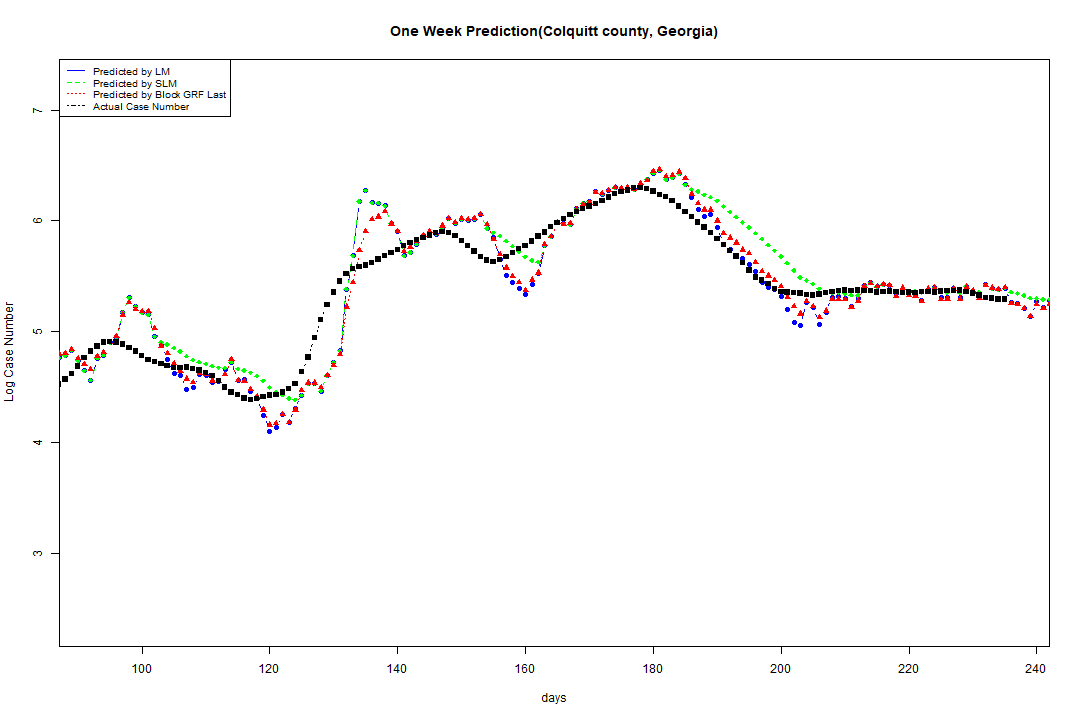 One Week Prediction(Colquitt county, Georgia)
Predicted by LM
Predicted by SLM
Predicted by Block GRF Last
Actual Case Number
7
6
5
4
3
Log Case Number
100 120 140 160 180 200 220 240
days